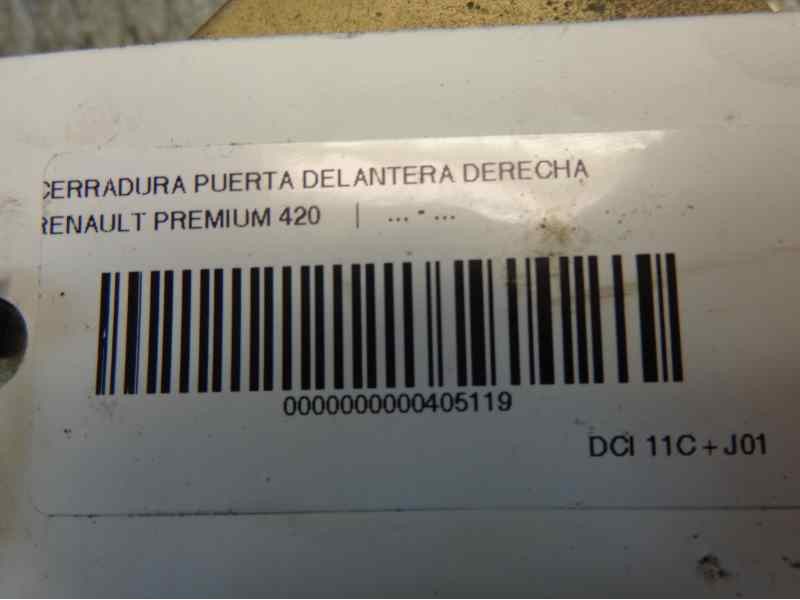 CERRADURA PUERTA DELANTERA DERECHA
RENAULT PREMIUM 420 | ... - ...
0000000000405119
DCI 11C + J01